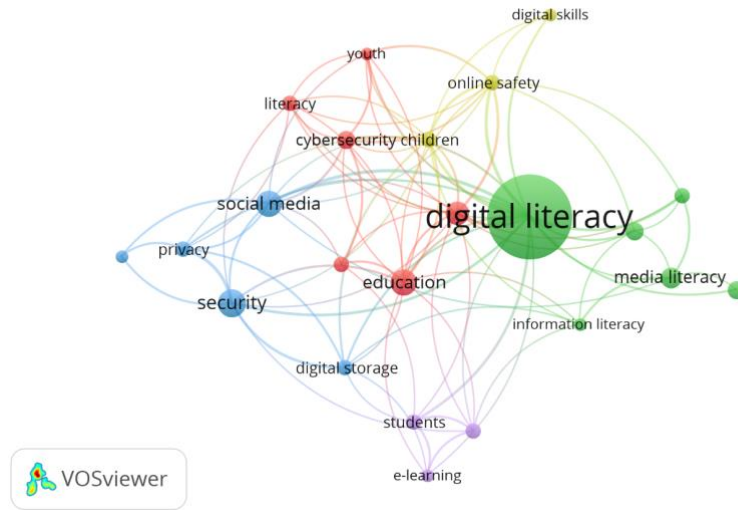 digital skills
youth
online safety
literacy
cybersecurity children
social media
digital literacy
privacy
media literacy
education
security
information literacy
digital storage
students
e-learning
VOSviewer